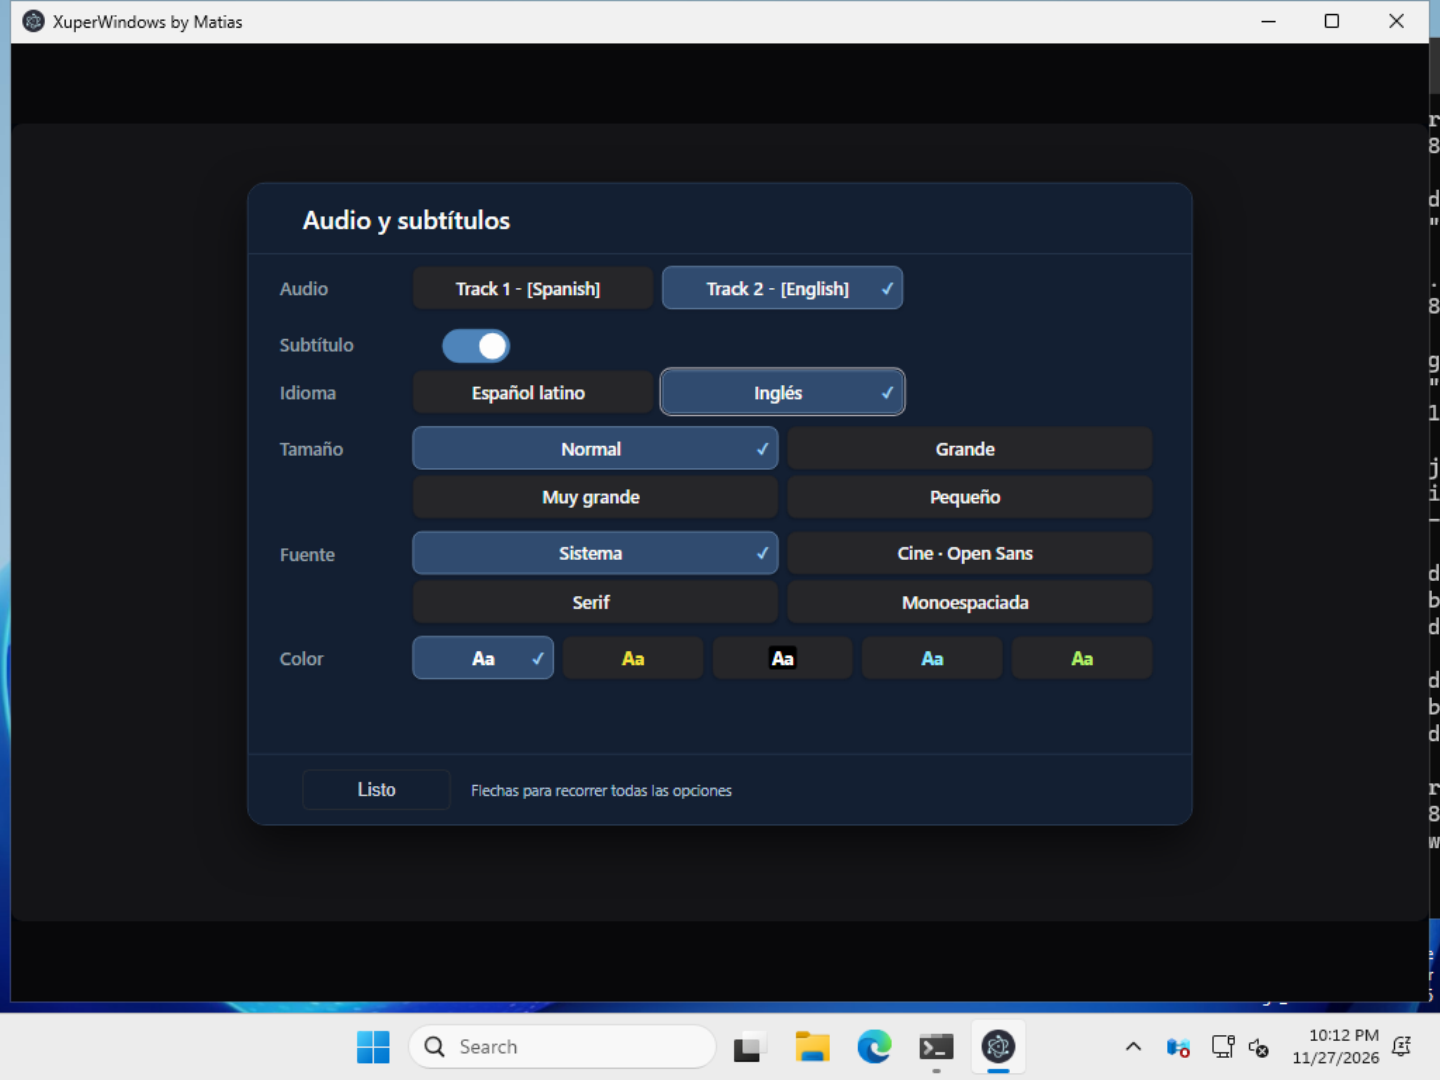 XuperWindows by Matias
Audio y subtítulos
Audio
Track 1 - [Spanish]
Track 2 - [English] ✓
Subtítulo
Idioma
Español latino
Inglés ✓
Tamaño
Normal ✓
Grande
Muy grande
Pequeño
Fuente
Sistema ✓
Cine · Open Sans
Serif
Monoespaciada
Color
Aa ✓
Aa
Aa
Aa
Aa
Listo
Flechas para recorrer todas las opciones
Search
10:12 PM
11/27/2026